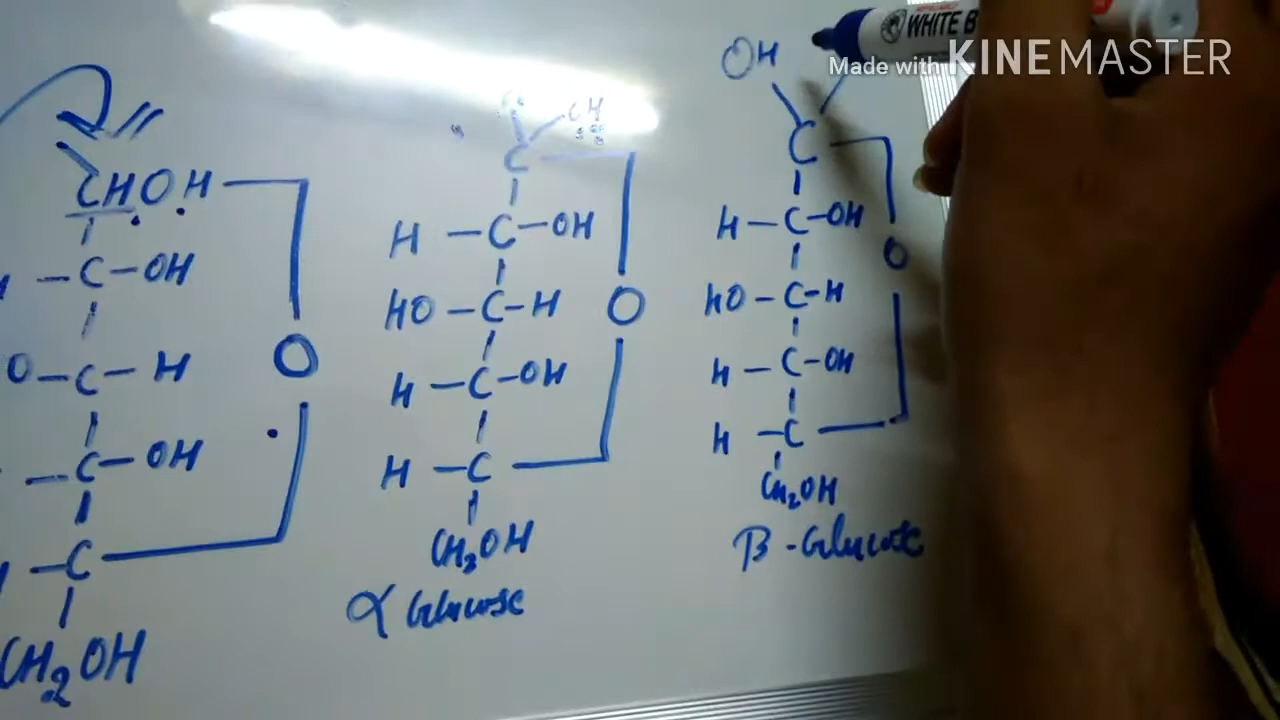 WHITE B
Made with KINEMASTER
CHOH
C-OH
O-C-H
O
C-OH
C
CH2OH
C
H-C-OH
HO-C-H
O
H-C-OH
H-C
CH2OH
α Glucose
OH
C
H-C-OH
O
HO-C-H
H-C-OH
H-C
CH2OH
β-Glucose